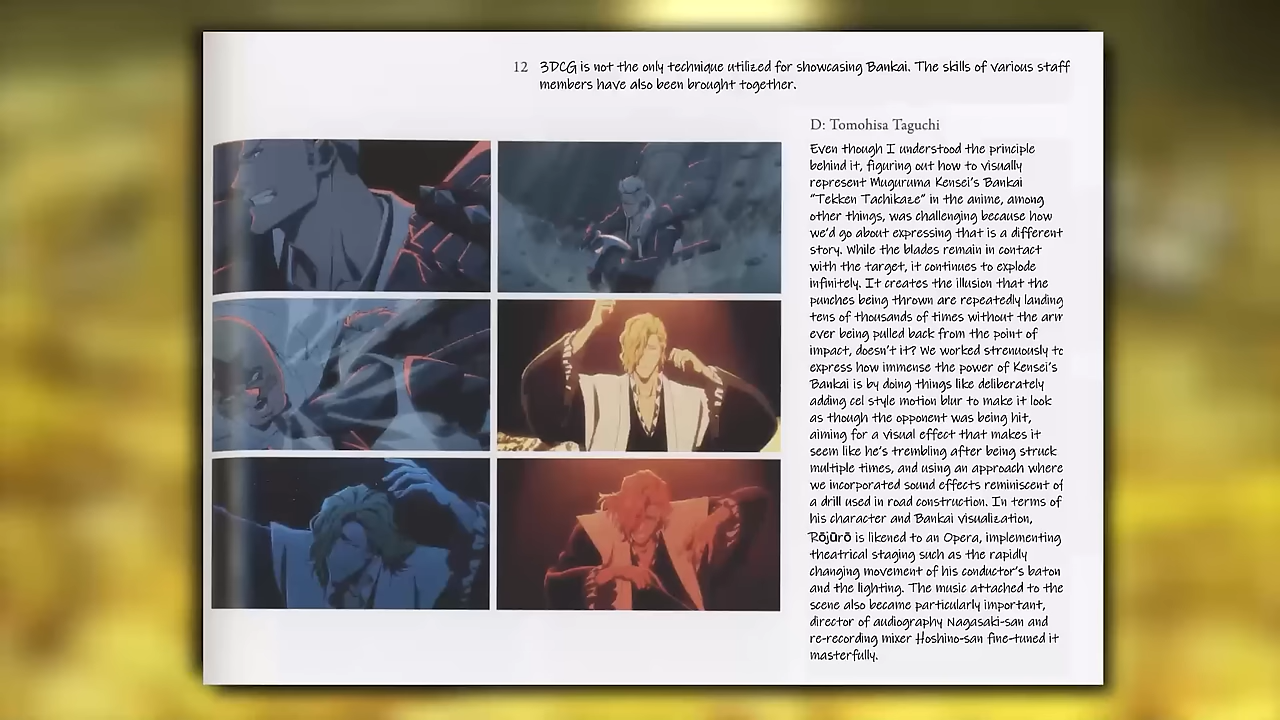 12 3DCG is not the only technique utilized for showcasing Bankai. The skills of various staff
members have also been brought together.
D: Tomohisa Taguchi
Even though I understood the principle
behind it, figuring out how to visually
represent Muguruma Kensei's Bankai
"Tekken Tachikaze" in the anime, among
other things, was challenging because how
we'd go about expressing that is a different
story. While the blades remain in contact
with the target, it continues to explode
infinitely. It creates the illusion that the
punches being thrown are repeatedly landing
tens of thousands of times without the arm
ever being pulled back from the point of
impact, doesn't it? We worked strenuously to
express how immense the power of Kensei's
Bankai is by doing things like deliberately
adding cel style motion blur to make it look
as though the opponent was being hit,
aiming for a visual effect that makes it
seem like he's trembling after being struck
multiple times, and using an approach where
we incorporated sound effects reminiscent of
a drill used in road construction. In terms of
his character and Bankai visualization,
Rōjūrō is likened to an Opera, implementing
theatrical staging such as the rapidly
changing movement of his conductor's baton
and the lighting. The music attached to the
scene also became particularly important,
director of audiography Nagasaki-san and
re-recording mixer Hoshino-san fine-tuned it
masterfully.